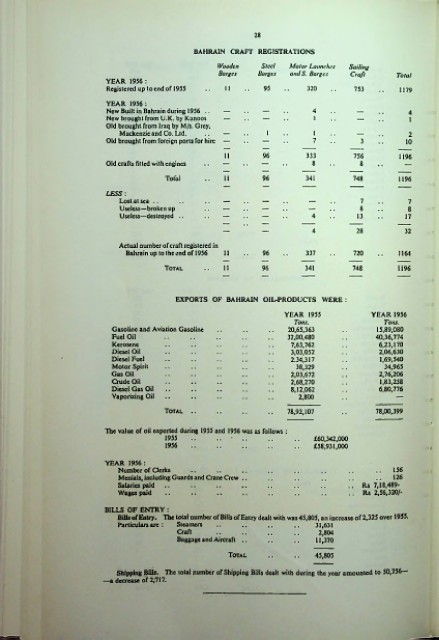 28
BAHRAIN CRAFT REGISTRATIONS
Wooden Barges Steel Barges Motor Launches and S. Barges Sailing Craft Total
YEAR 1956 :
Registered up to end of 1955 .. 11 .. 95 .. 320 .. 753 .. 1179
YEAR 1956 :
New Built in Bahrain during 1956 .. — .. — .. 4 .. — .. 4
New brought from U.K. by Kanoos — .. — .. 1 .. — .. 1
Old brought from Iraq by M/s. Grey,
Mackenzie and Co. Ltd. — .. 1 .. 1 .. — .. 2
Old brought from foreign ports for hire — .. — .. 7 .. 3 .. 10
11 96 333 756 1196
Old crafts fitted with engines .. — .. — .. 8 .. 8 .. —
Total .. 11 96 341 748 1196
LESS :
Lost at sea .. .. .. — .. — .. — .. 7 .. 7
Useless—broken up .. — .. — .. — .. 8 .. 8
Useless—destroyed .. .. — .. — .. 4 .. 13 .. 17
4 28 32
Actual number of craft registered in
Bahrain up to the end of 1956 11 .. 96 .. 337 .. 720 .. 1164
TOTAL .. 11 96 341 748 1196
EXPORTS OF BAHRAIN OIL-PRODUCTS WERE :
YEAR 1955 YEAR 1956
Tons. Tons.
Gasoline and Aviation Gasoline .. .. .. 20,65,363 .. 15,89,080
Fuel Oil .. .. .. .. .. 32,00,480 .. 40,36,774
Kerosene .. .. .. .. .. 7,63,762 .. 6,23,170
Diesel Oil .. .. .. .. .. 3,03,052 .. 2,06,630
Diesel Fuel .. .. .. .. .. 2,34,317 .. 1,69,540
Motor Spirit .. .. .. .. .. 38,329 .. 34,965
Gas Oil .. .. .. .. .. 2,03,672 .. 2,76,206
Crude Oil .. .. .. .. .. 2,68,270 .. 1,83,258
Diesel Gas Oil .. .. .. .. .. 8,12,062 .. 6,80,776
Vaporising Oil .. .. .. .. .. 2,800 .. —
TOTAL .. .. .. 78,92,107 .. 78,00,399
The value of oil exported during 1955 and 1956 was as follows :
1955 .. .. .. .. .. £60,342,000
1956 .. .. .. .. .. £58,931,000
YEAR 1956 :
Number of Clerks .. .. .. .. .. .. 156
Menials, including Guards and Crane Crew .. .. .. .. .. 126
Salaries paid .. .. .. .. .. .. Rs 7,18,489/-
Wages paid .. .. .. .. .. .. Rs 2,56,320/-
BILLS OF ENTRY :
Bills of Entry. The total number of Bills of Entry dealt with was 45,805, an increase of 2,325 over 1955.
Particulars are : Steamers .. .. .. .. 31,631
Craft .. .. .. .. 2,804
Baggage and Aircraft .. .. .. 11,370
TOTAL .. .. 45,805
Shipping Bills. The total number of Shipping Bills dealt with during the year amounted to 50,756—
—a decrease of 2,717.